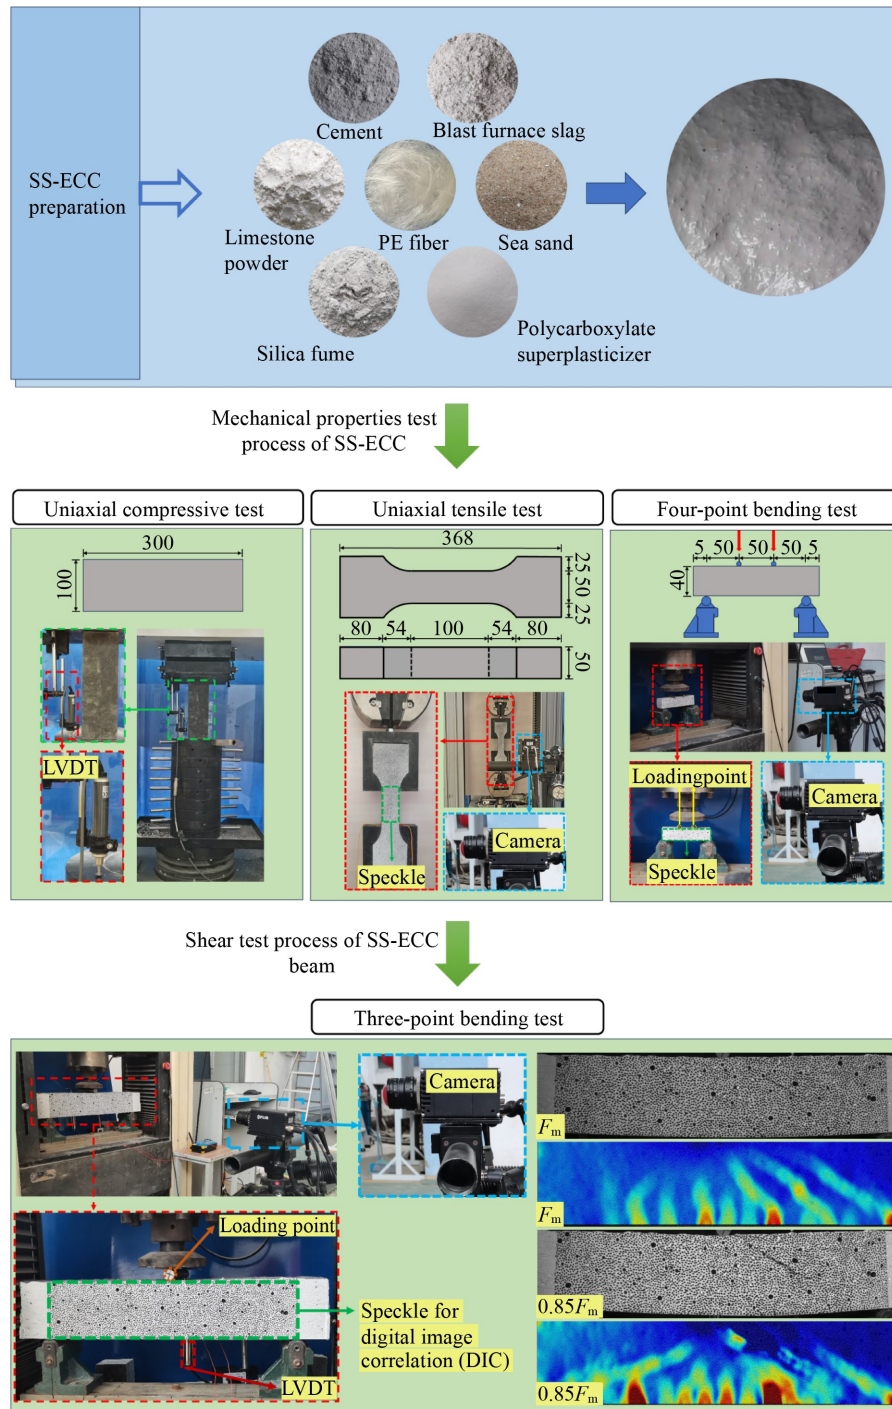 SS-ECC
preparation
Cement
Blast furnace slag
Limestone
powder
PE fiber
Sea sand
Silica fume
Polycarboxylate
superplasticizer
Mechanical properties test
process of SS-ECC
Uniaxial compressive test
300
100
LVDT
Uniaxial tensile test
368
25
50
25
80 54 100 54 80
50
Speckle
Camera
Four-point bending test
5 50 50 50 5
40
Loadingpoint
Speckle
Camera
Shear test process of SS-ECC
beam
Three-point bending test
Camera
Loading point
Speckle for
digital image
correlation (DIC)
LVDT
Fm
Fm
0.85Fm
0.85Fm